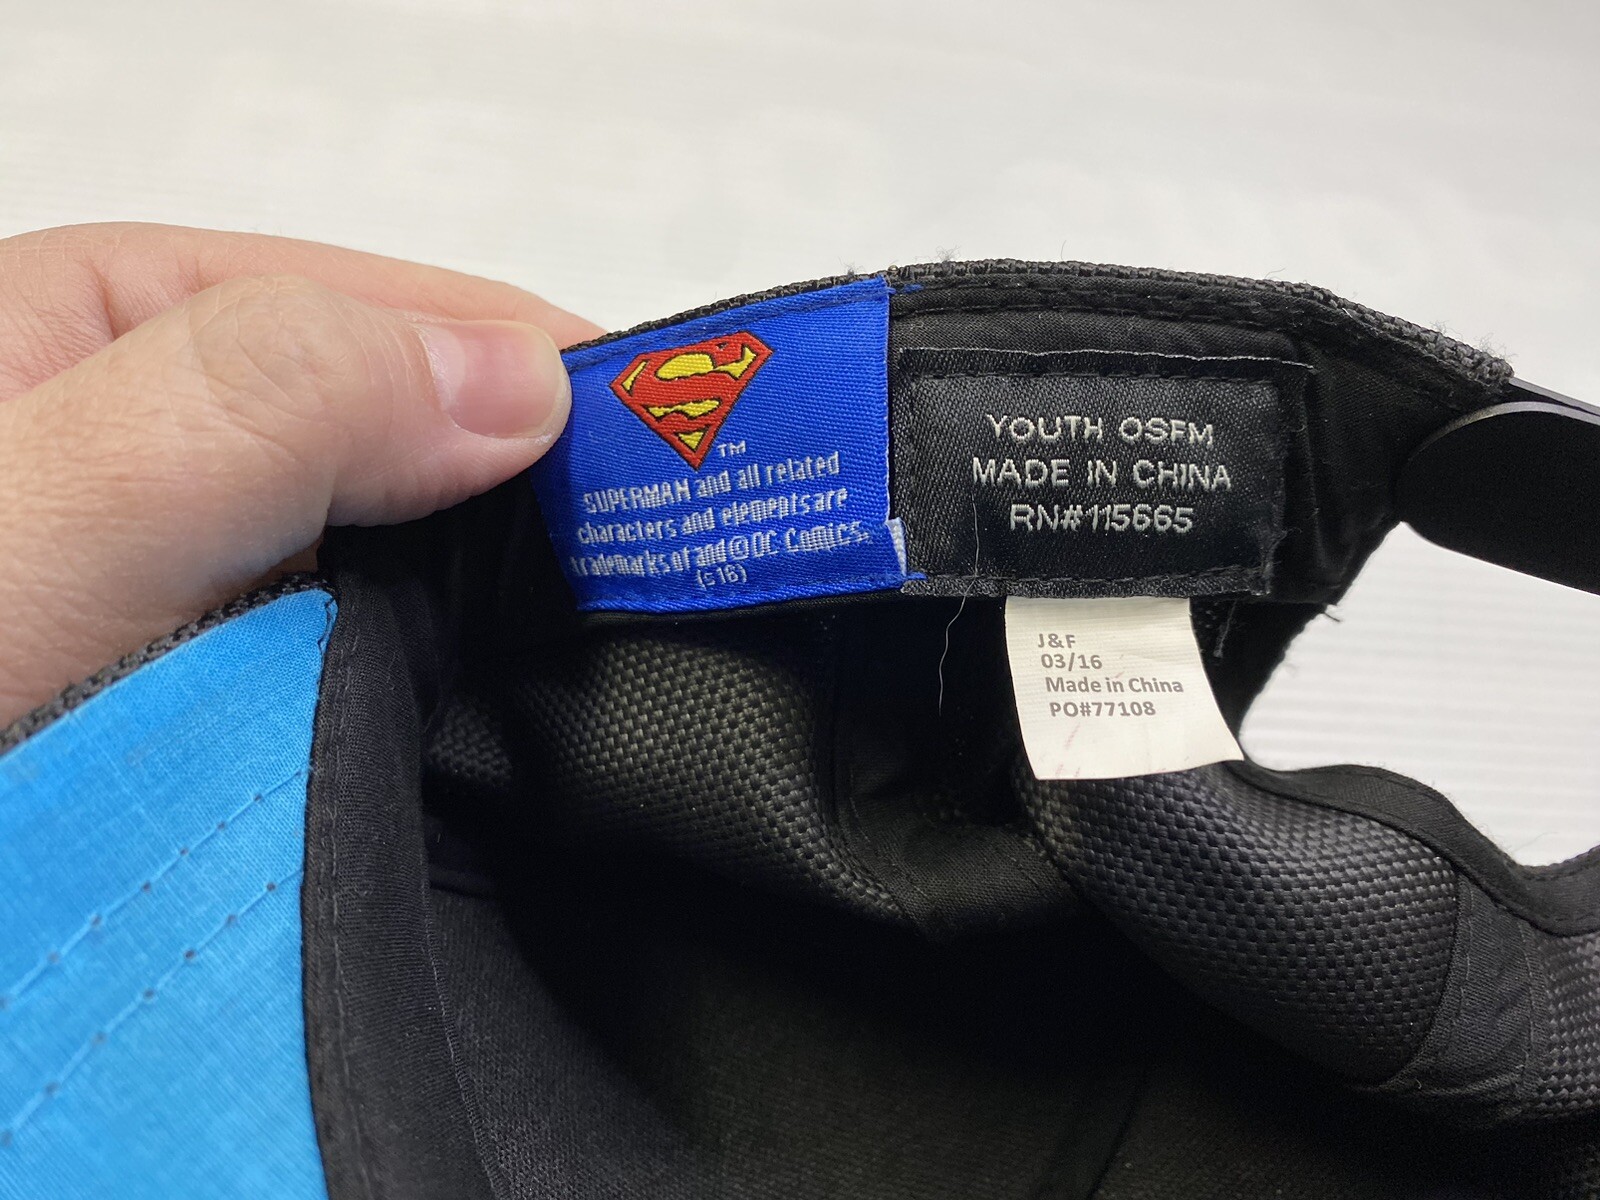 TM
SUPERMAN and all related
characters and elements are
trademarks of and © DC Comics.
(s16)
YOUTH OSFM
MADE IN CHINA
RN#115665
J&F
03/16
Made in China
PO#77108